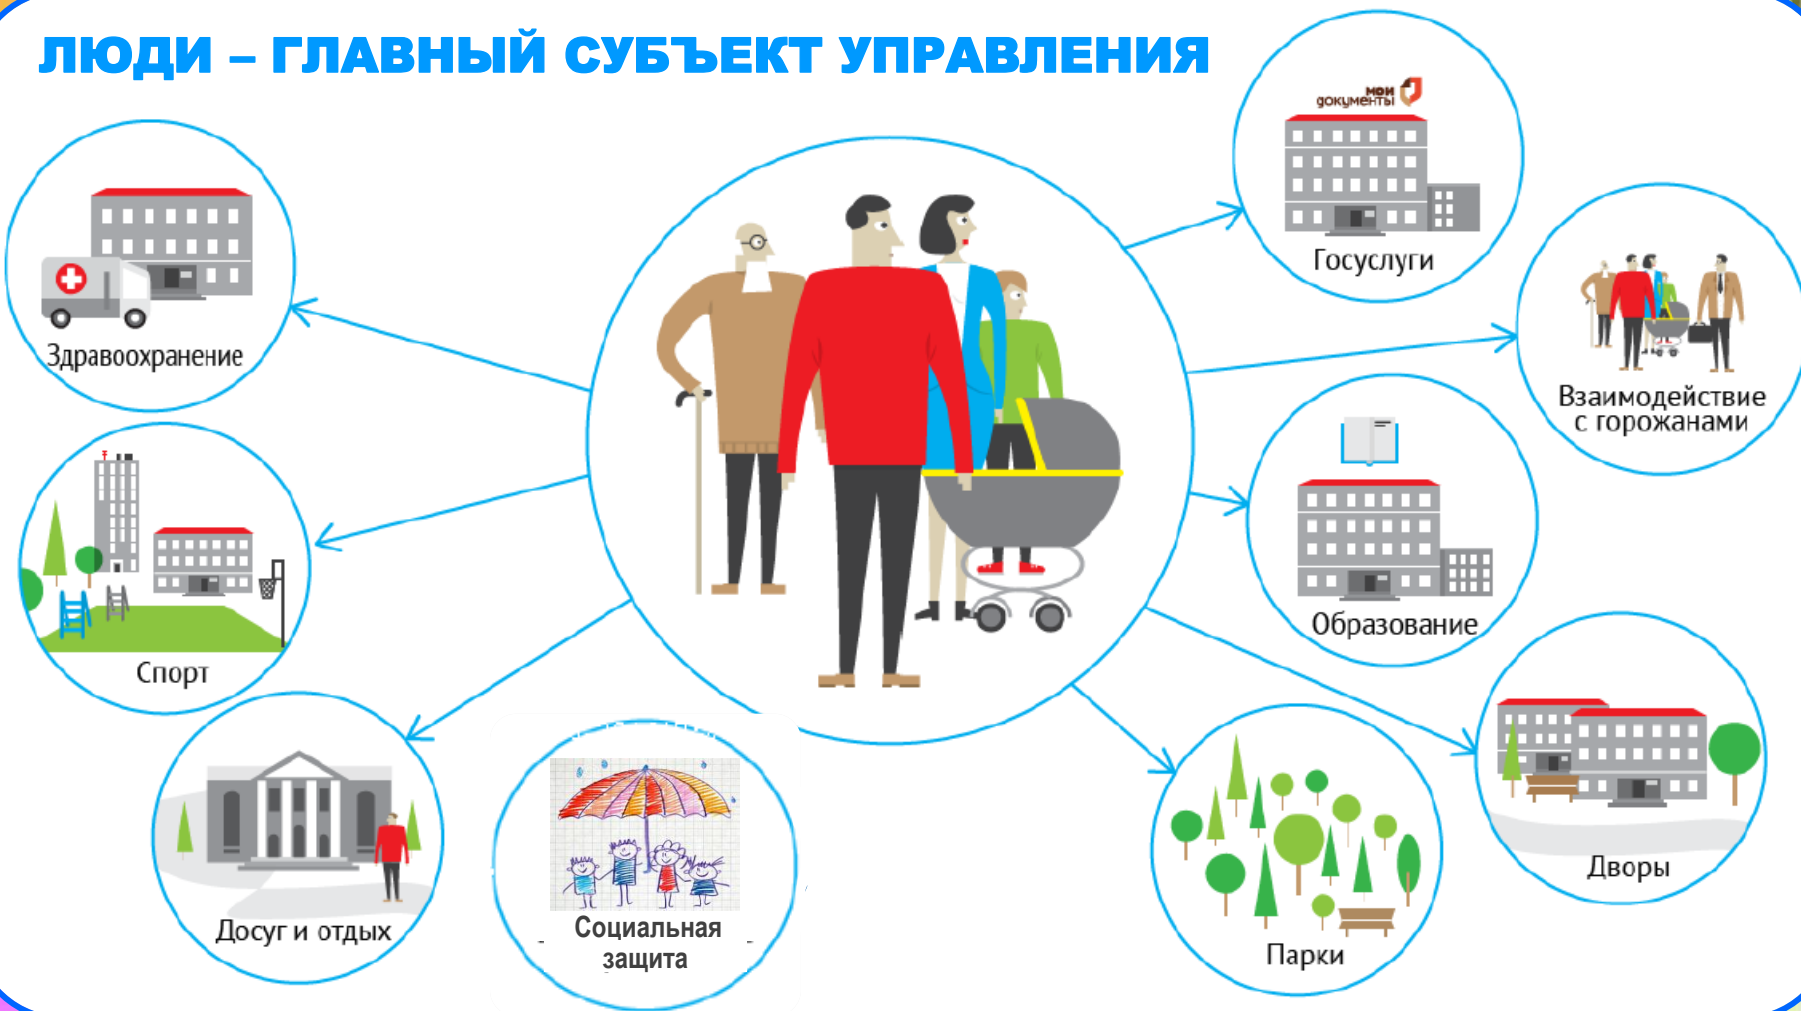 ЛЮДИ – ГЛАВНЫЙ СУБЪЕКТ УПРАВЛЕНИЯ
мои
документы
Госуслуги
Здравоохранение
Взаимодействие
с горожанами
Спорт
Образование
Досуг и отдых
Социальная
защита
Дворы
Парки